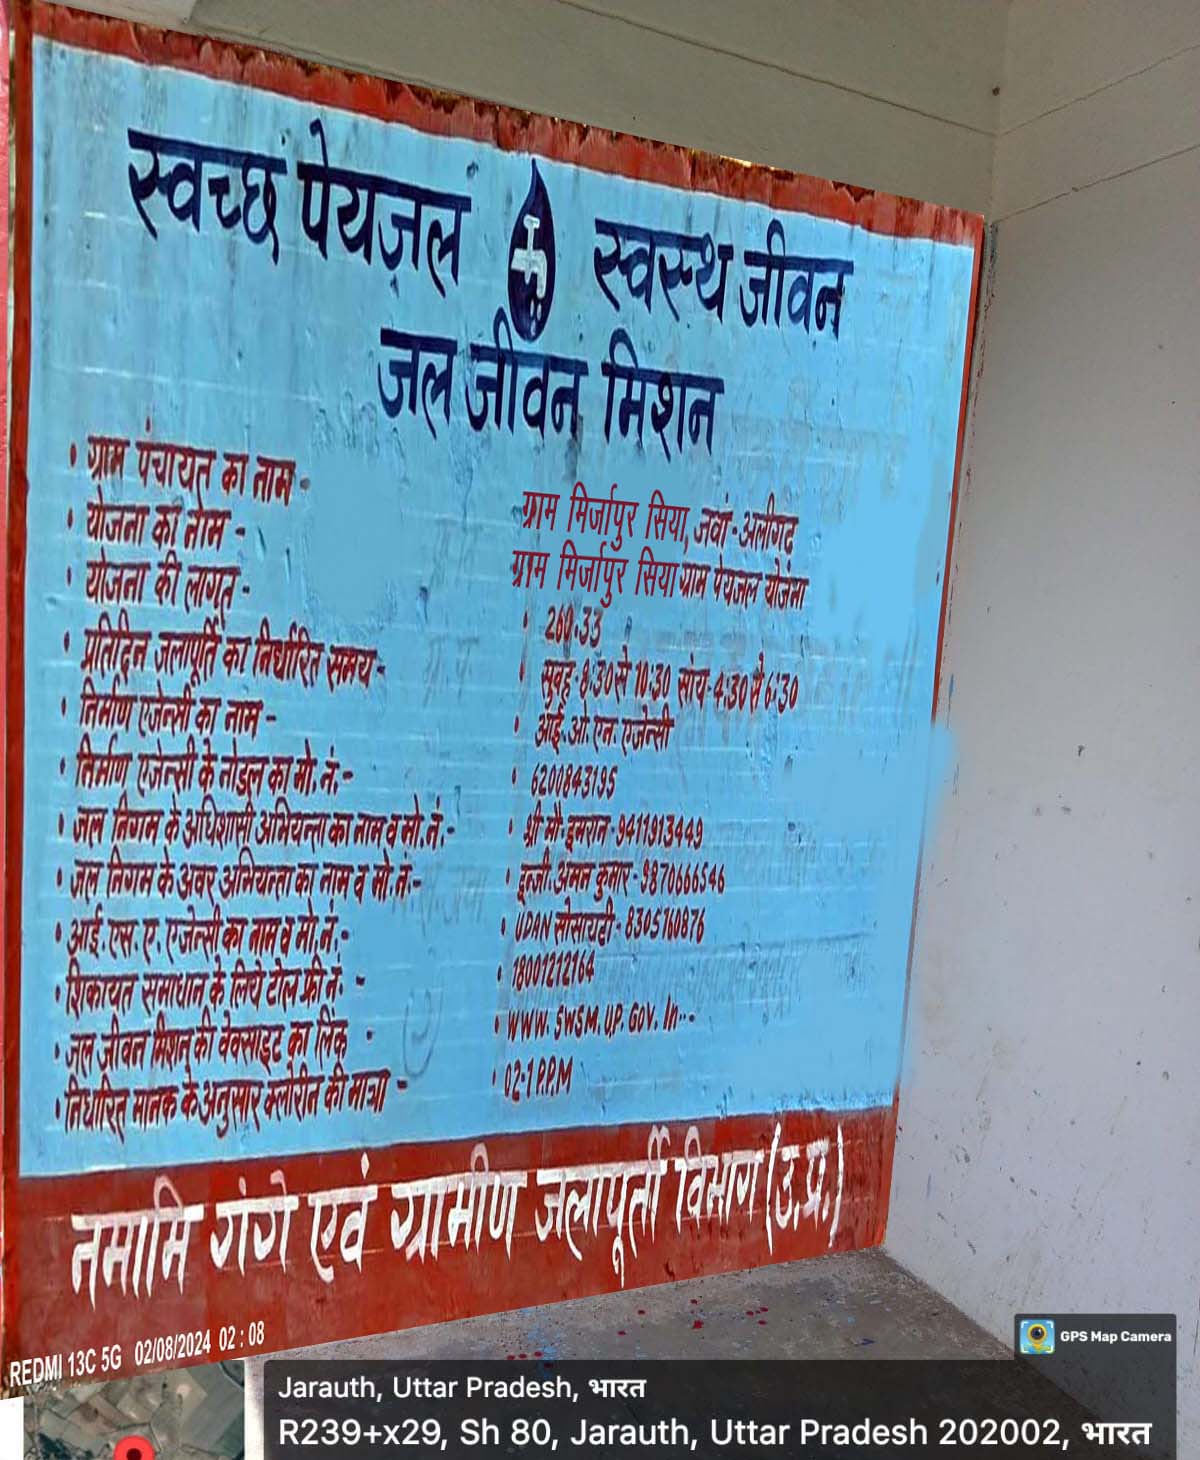 स्वच्छ पेयजल स्वस्थ जीवन
जल जीवन मिशन
• ग्राम पंचायत का नाम - ग्राम मिर्जापुर सिया, जवां - अलीगढ़
• योजना का नाम - ग्राम मिर्जापुर सिया ग्राम पेयजल योजना
• योजना की लागत - • 260.33
• प्रतिदिन जलापूर्ति का निर्धारित समय - • सुवह - 8:30 से 10:30 सांय - 4:30 से 6:30
• निर्माण एजेन्सी का नाम - • आई.ओ.एन. एजेन्सी
• निर्माण एजेन्सी के नोडल का मो.नं. - • 6200843195
• जल निगम के अधिशासी अभियन्ता का नाम व मो.नं. - • श्री मौ- इमरान - 9411913449
• जल निगम के अवर अभियन्ता का नाम व मो.नं. - • इन्जी. अमन कुमार - 9870666546
• आई.एस.ए. एजेन्सी का नाम व मो.नं. - • UDAN सोसायटी - 8305160876
• शिकायत समाधान के लिये टोल फ्री नं. - • 18001212164
• जल जीवन मिशन की वेक्साइट का लिंक - • WWW. SWSM. U.P. GOV. In--
• निर्धारित मानक के अनुसार क्लोरीन की मात्रा - • 02-1 P.P.M
नमामि गंगे एवं ग्रामीण जलापूर्ती विभाग (उ.प्र.)
REDMI 13C 5G 02/08/2024 02 : 08
GPS Map Camera
Jarauth, Uttar Pradesh, भारत
R239+x29, Sh 80, Jarauth, Uttar Pradesh 202002, भारत